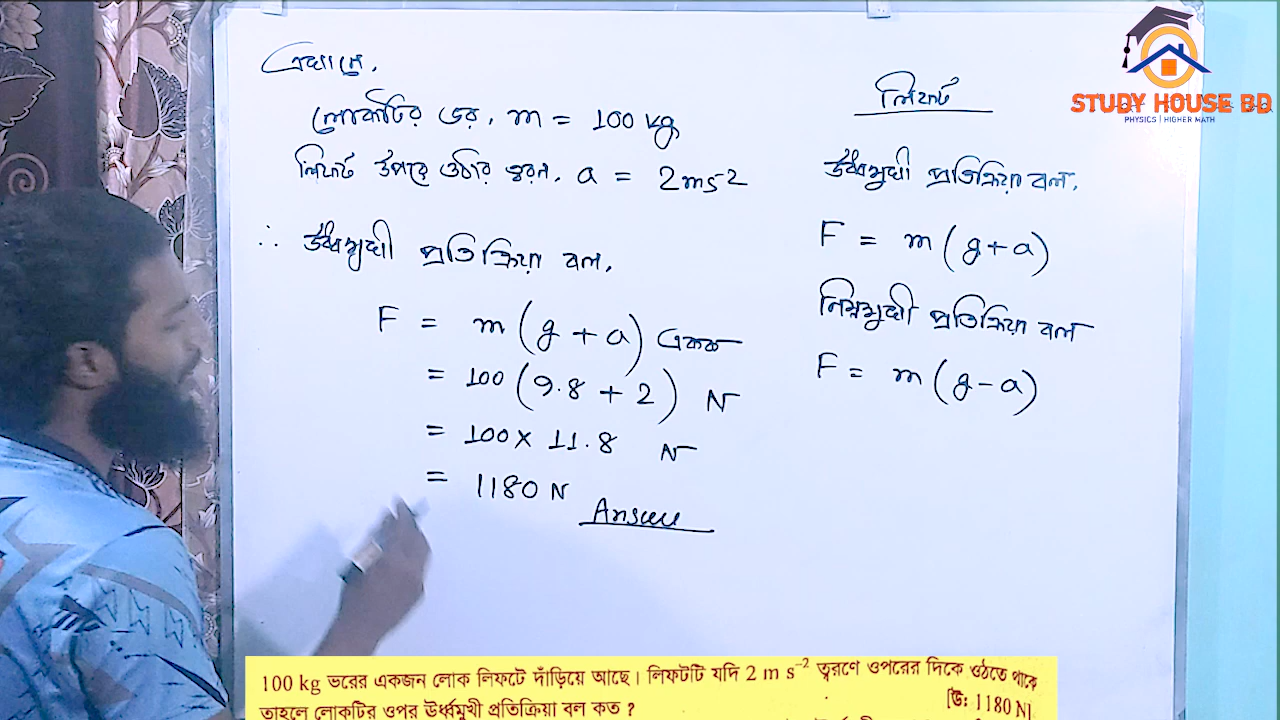 এখানে,
লোকটির ভর, m = 100 kg
লিফট উপরে ওঠার ত্বরণ, a = 2ms-2
∴ ঊর্ধ্বমুখী প্রতিক্রিয়া বল,
F = m(g+a) একক
= 100 (9.8 + 2) N
= 100 × 11.8 N
= 1180 N
Answer
লিফট
ঊর্ধ্বমুখী প্রতিক্রিয়া বল,
F = m(g+a)
নিম্নমুখী প্রতিক্রিয়া বল
F = m(g-a)
STUDY HOUSE BD
PHYSICS | HIGHER MATH
100 kg ভরের একজন লোক লিফটে দাঁড়িয়ে আছে। লিফটটি যদি 2 m s⁻² ত্বরণে ওপরের দিকে ওঠতে থাকে
তাহলে লোকটির ওপর ঊর্ধ্বমুখী প্রতিক্রিয়া বল কত ? [উ: 1180 N]